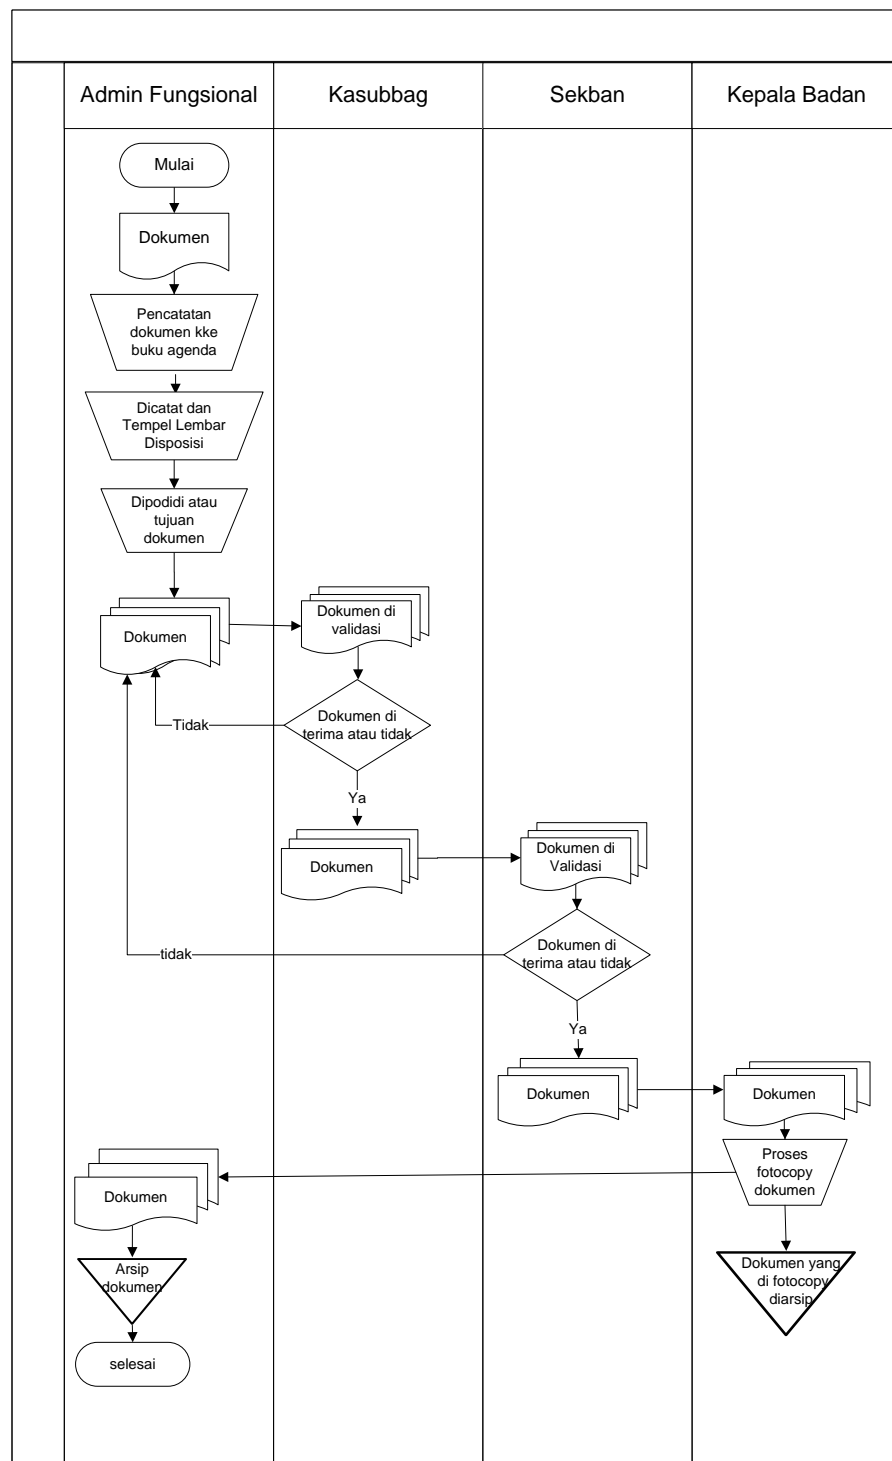 Admin Fungsional
Kasubbag
Sekban
Kepala Badan
Mulai
Dokumen
Pencatatan
dokumen kke
buku agenda
Dicatat dan
Tempel Lembar
Disposisi
Dipodidi atau
tujuan
dokumen
Dokumen
Dokumen di
validasi
Dokumen di
terima atau tidak
Tidak
Ya
Dokumen
Dokumen di
Validasi
Dokumen di
terima atau tidak
tidak
Ya
Dokumen
Dokumen
Proses
fotocopy
dokumen
Dokumen
Arsip
dokumen
Dokumen yang
di fotocopy
diarsip
selesai